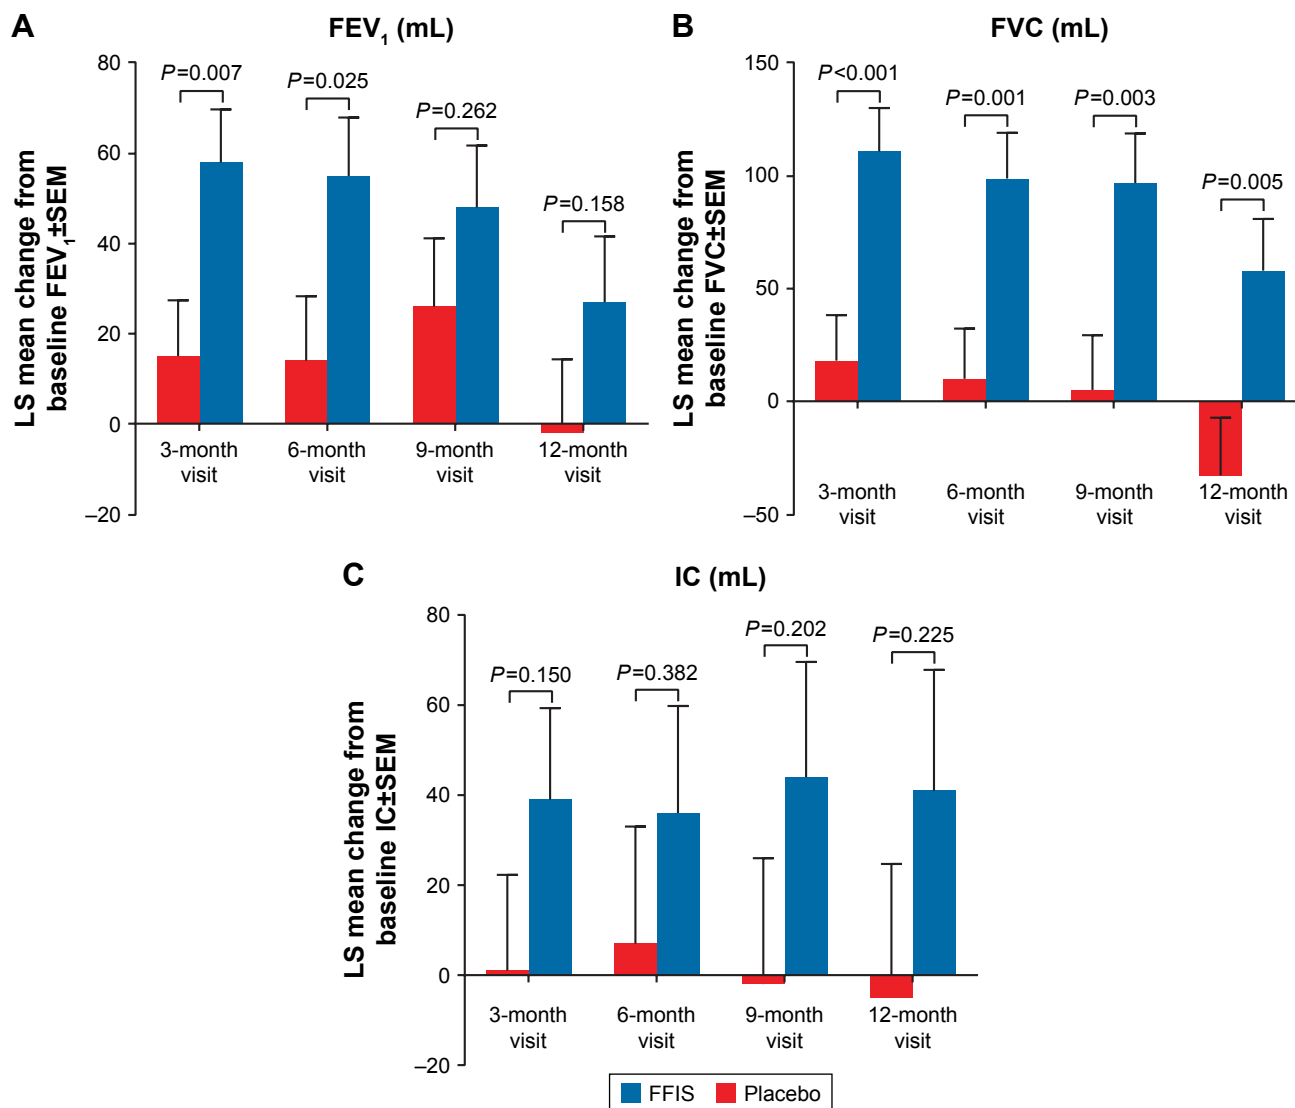 A
FEV1 (mL)
LS mean change from
baseline FEV1±SEM
80
60
40
20
0
–20
P=0.007
P=0.025
P=0.262
P=0.158
3-month
visit
6-month
visit
9-month
visit
12-month
visit
B
FVC (mL)
LS mean change from
baseline FVC±SEM
150
100
50
0
–50
P<0.001
P=0.001
P=0.003
P=0.005
3-month
visit
6-month
visit
9-month
visit
12-month
visit
C
IC (mL)
LS mean change from
baseline IC±SEM
80
60
40
20
0
–20
P=0.150
P=0.382
P=0.202
P=0.225
3-month
visit
6-month
visit
9-month
visit
12-month
visit
FFIS
Placebo